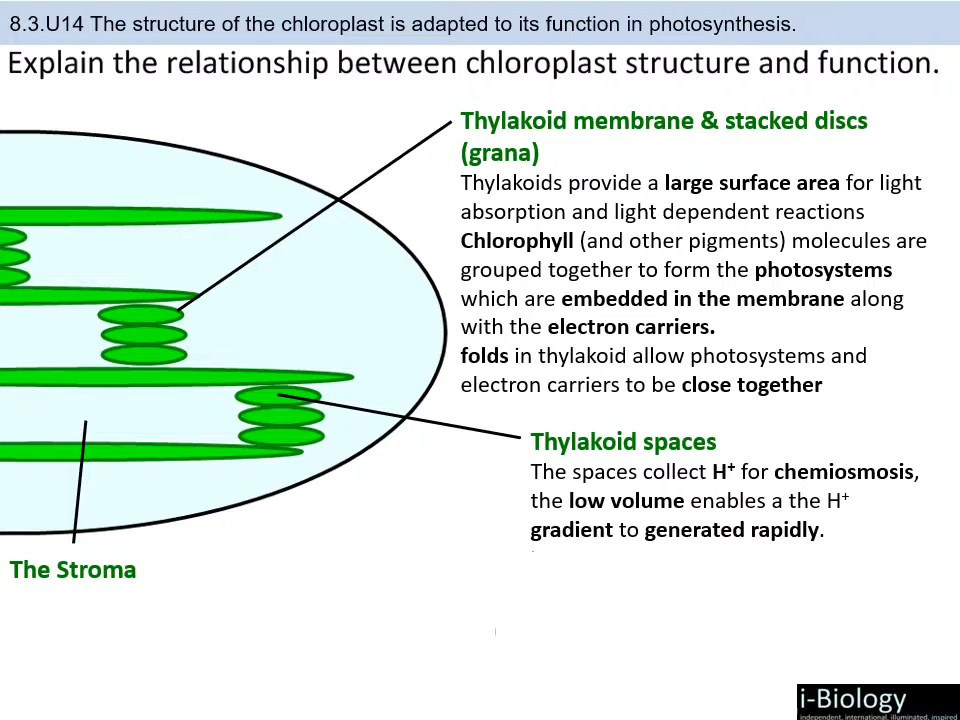 8.3.U14 The structure of the chloroplast is adapted to its function in photosynthesis.
Explain the relationship between chloroplast structure and function.
Thylakoid membrane & stacked discs
(grana)
Thylakoids provide a large surface area for light
absorption and light dependent reactions
Chlorophyll (and other pigments) molecules are
grouped together to form the photosystems
which are embedded in the membrane along
with the electron carriers.
folds in thylakoid allow photosystems and
electron carriers to be close together
Thylakoid spaces
The spaces collect H⁺ for chemiosmosis,
the low volume enables a the H⁺
gradient to generated rapidly.
The Stroma
i-Biology
independent, international, illuminated, inspired